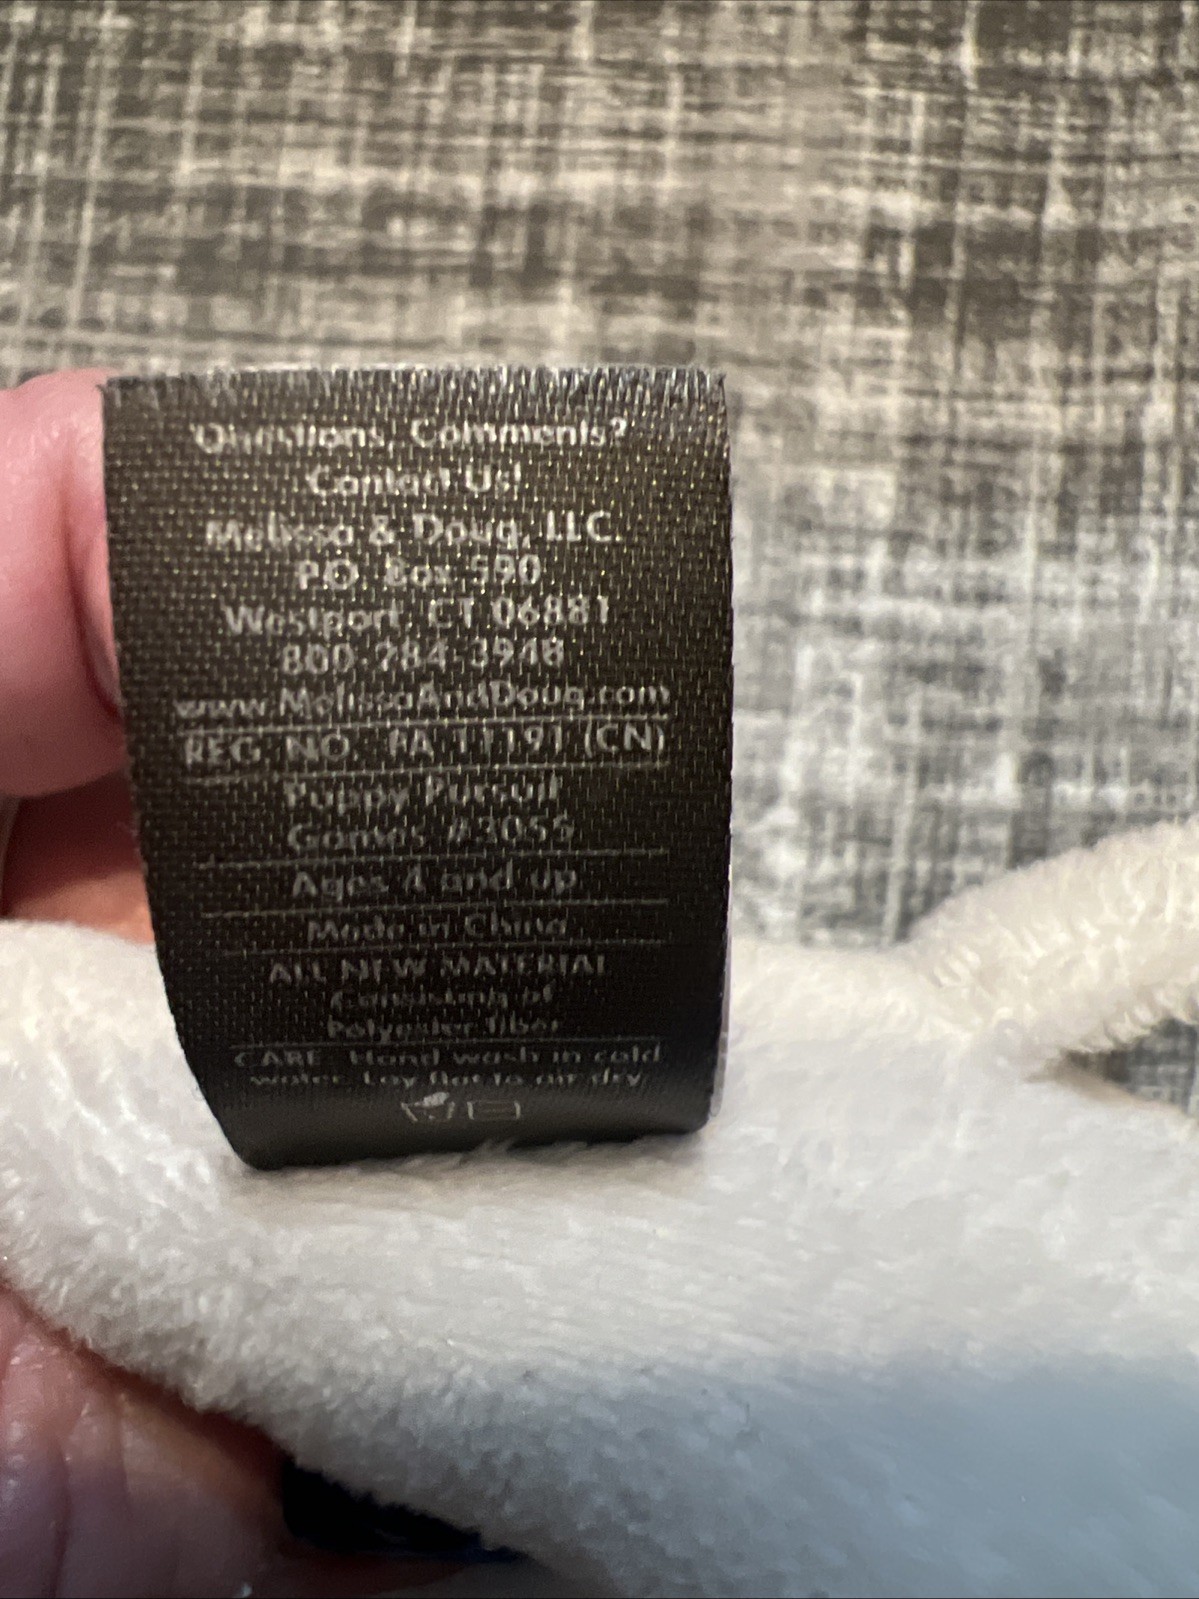 Questions, Comments?
Contact Us!
Melissa & Doug, LLC.
P.O. Box 590
Westport, CT 06881
800-284-3948
www.MelissaAndDoug.com
REG. NO. PA-11191 (CN)
Puppy Pursuit
Games #3055
Ages 4 and up
Made in China
ALL NEW MATERIAL
Consisting of
Polyester fiber
CARE: Hand wash in cold
water. Lay flat to air dry.